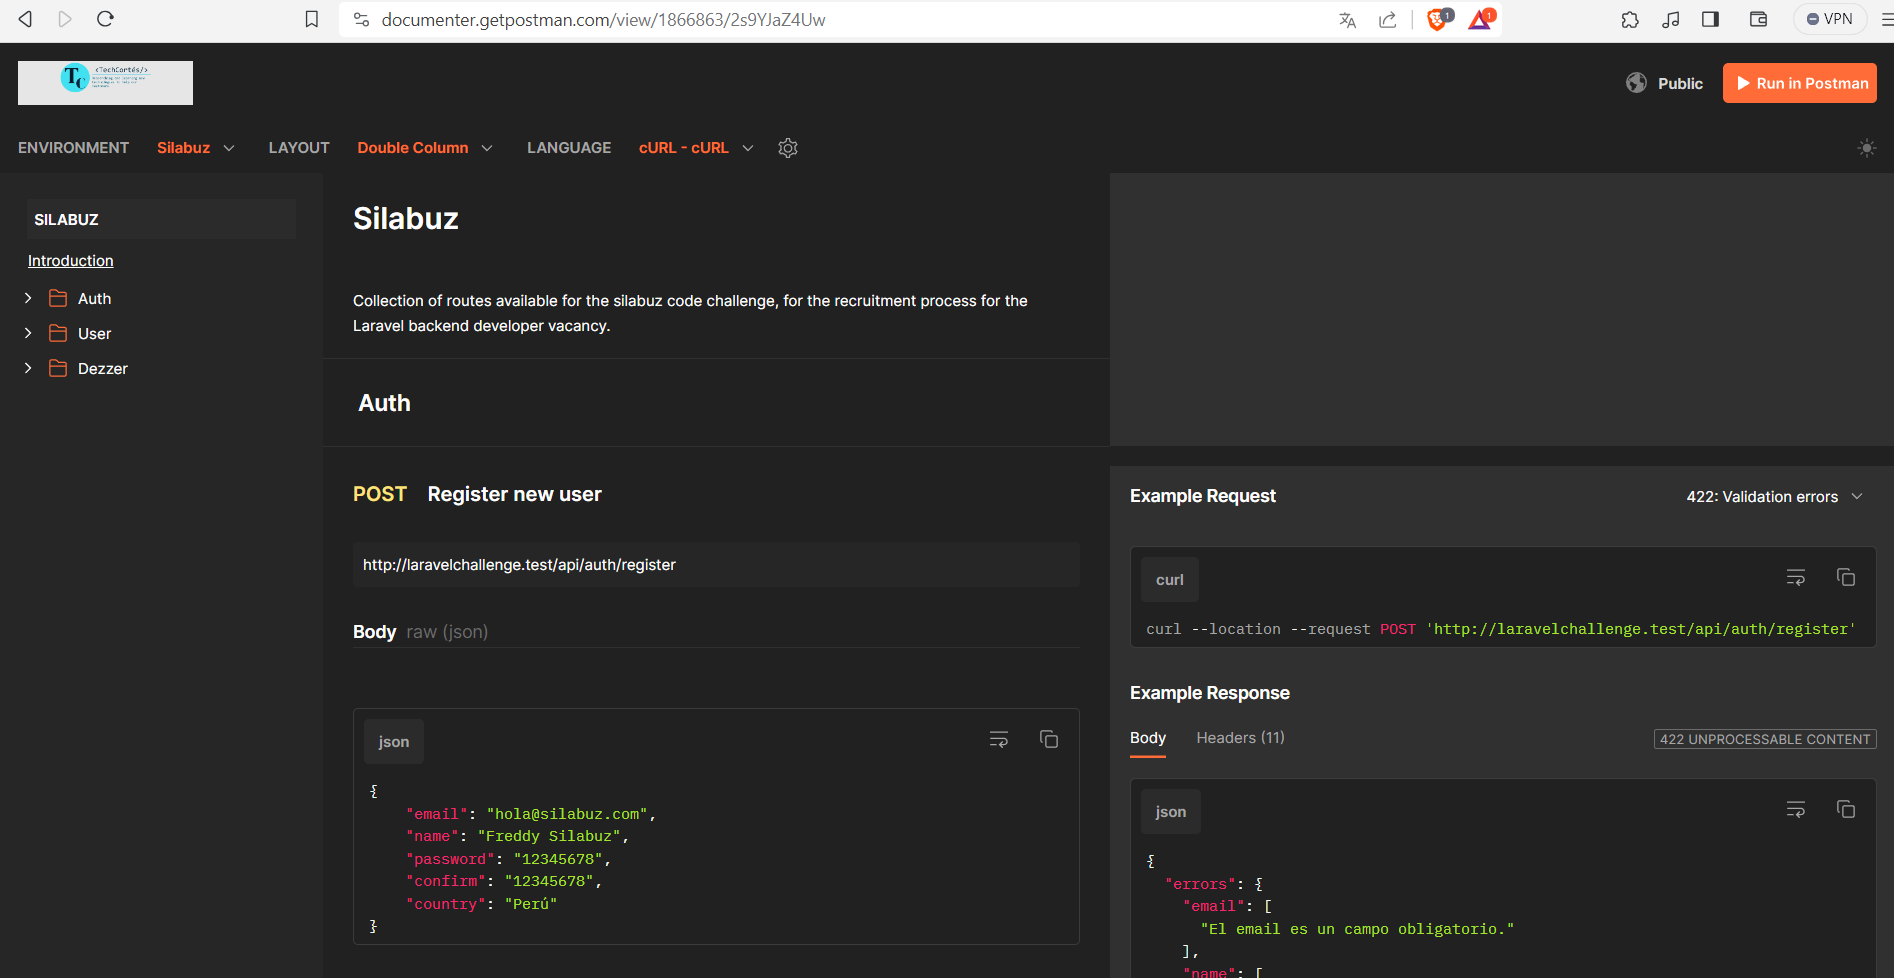 documenter.getpostman.com/view/1866863/2s9YJaZ4Uw
1
1
VPN
TC
<TechCortés/>
Public
Run in Postman
ENVIRONMENT
Silabuz
LAYOUT
Double Column
LANGUAGE
cURL - cURL
SILABUZ
Introduction
Auth
User
Dezzer
Silabuz
Collection of routes available for the silabuz code challenge, for the recruitment process for the
Laravel backend developer vacancy.
Auth
POST Register new user
http://laravelchallenge.test/api/auth/register
Body raw (json)
json
{
"email": "hola@silabuz.com",
"name": "Freddy Silabuz",
"password": "12345678",
"confirm": "12345678",
"country": "Perú"
}
Example Request
422: Validation errors
curl
curl --location --request POST 'http://laravelchallenge.test/api/auth/register'
Example Response
Body
Headers (11)
422 UNPROCESSABLE CONTENT
json
{
"errors": {
"email": [
"El email es un campo obligatorio."
],
"name": [